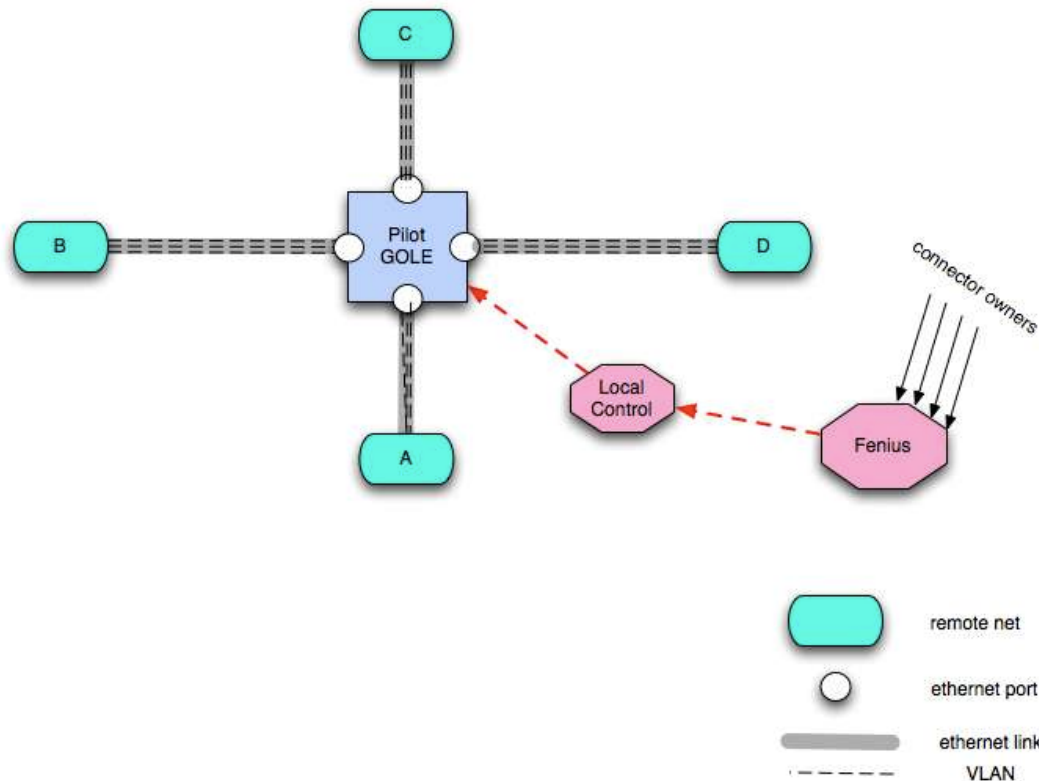 C
B
Pilot
GOLE
D
connector owners
Local
Control
Fenius
A
remote net
ethernet port
ethernet link
VLAN